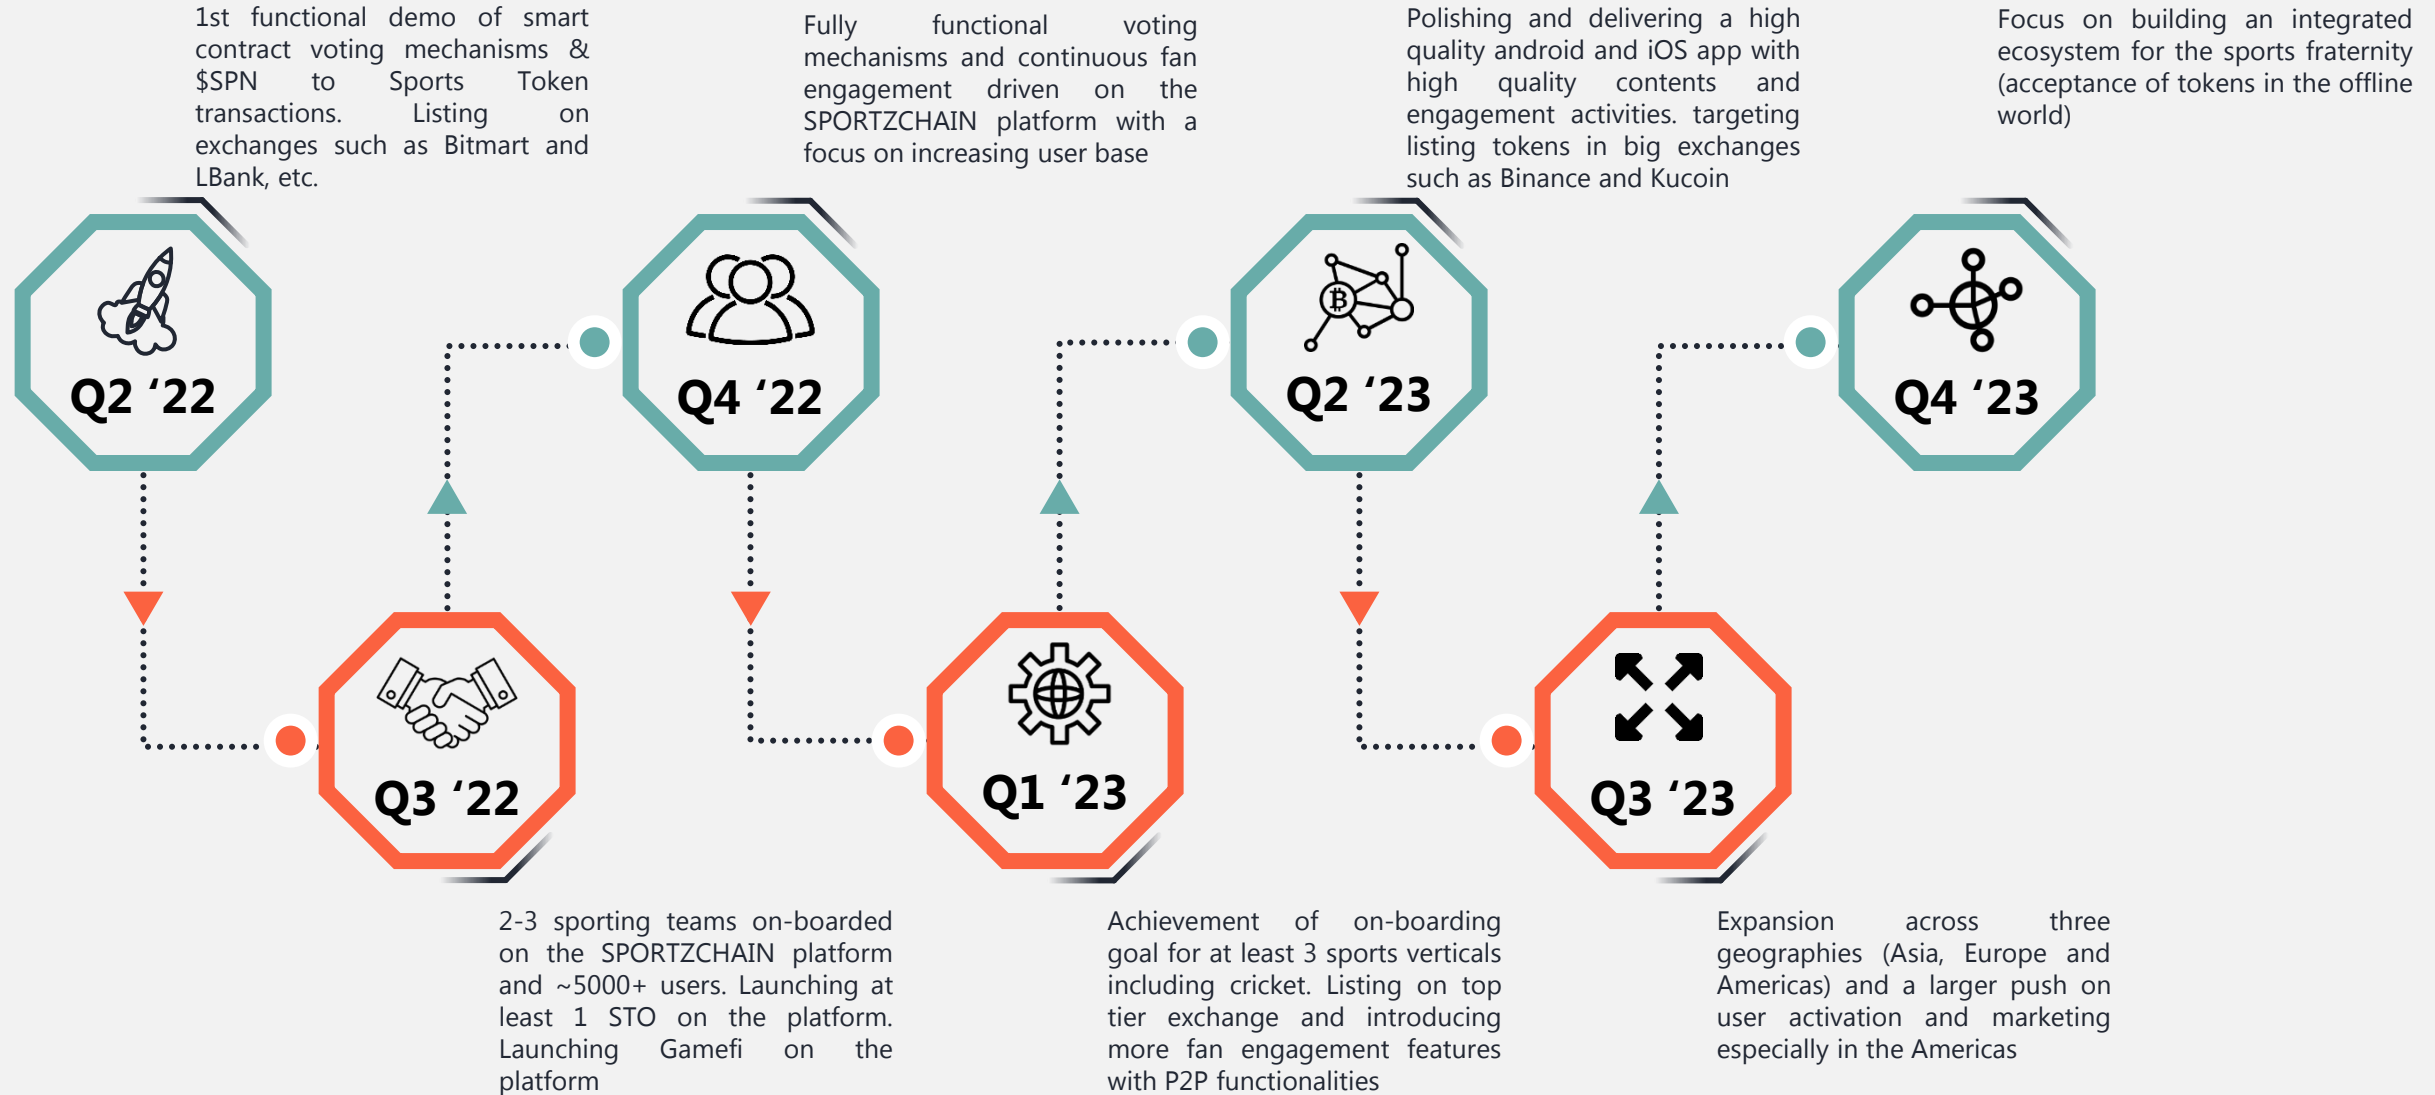 1st functional demo of smart
contract voting mechanisms &
$SPN to Sports Token
transactions. Listing on
exchanges such as Bitmart and
LBank, etc.
Q2 ‘22
2-3 sporting teams on-boarded
on the SPORTZCHAIN platform
and ~5000+ users. Launching at
least 1 STO on the platform.
Launching Gamefi on the
platform
Q3 ‘22
Fully functional voting
mechanisms and continuous fan
engagement driven on the
SPORTZCHAIN platform with a
focus on increasing user base
Q4 ‘22
Achievement of on-boarding
goal for at least 3 sports verticals
including cricket. Listing on top
tier exchange and introducing
more fan engagement features
with P2P functionalities
Q1 ‘23
Polishing and delivering a high
quality android and iOS app with
high quality contents and
engagement activities. targeting
listing tokens in big exchanges
such as Binance and Kucoin
Q2 ‘23
Expansion across three
geographies (Asia, Europe and
Americas) and a larger push on
user activation and marketing
especially in the Americas
Q3 ‘23
Focus on building an integrated
ecosystem for the sports fraternity
(acceptance of tokens in the offline
world)
Q4 ‘23